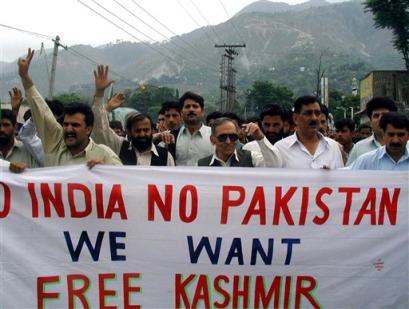 O INDIA NO PAKISTAN
WE WANT
FREE KASHMIR